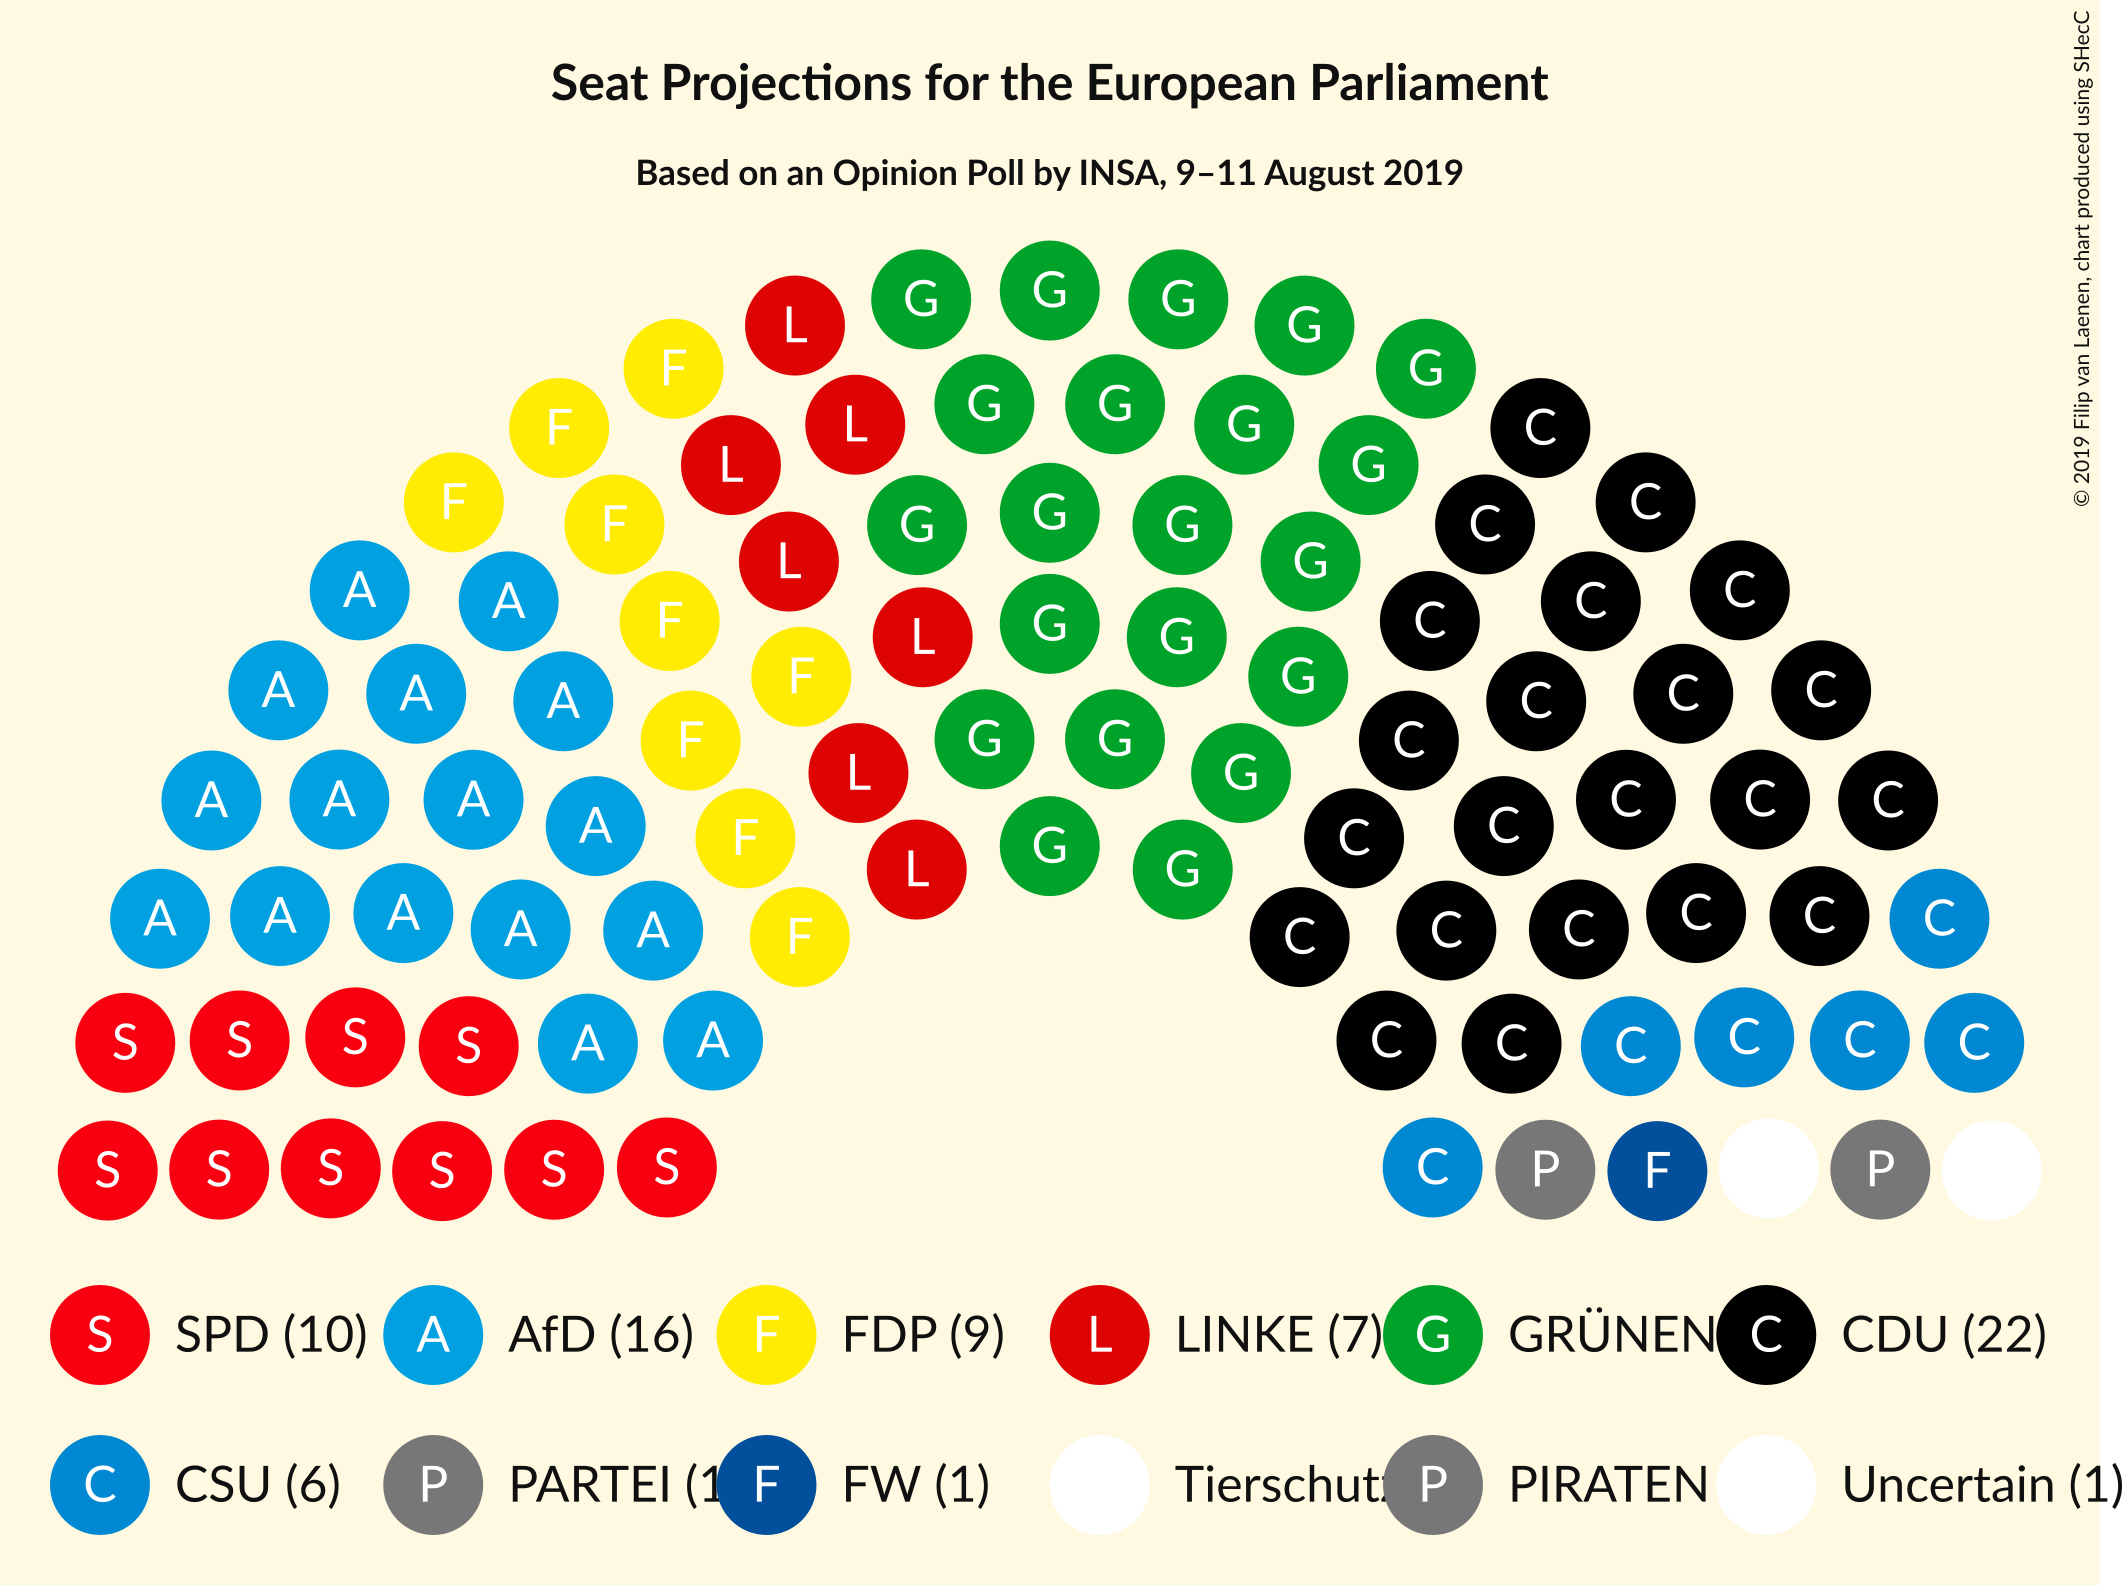 Seat Projections for the European Parliament
Based on an Opinion Poll by INSA, 9–11 August 2019
© 2019 Filip van Laenen, chart produced using SHecC
L G G G G
F G
F L G G G C
L G
F F G G G C C
L G
A A F L G G C C C
F G
A A A F G G C C C C
L G
A A A A F G C C C C C
L G
A A A A A F C C C C C C
S S S S A A C C C C C C
S S S S S S C P F P
S SPD (10) A AfD (16) F FDP (9) L LINKE (7) G GRÜNEN C CDU (22)
C CSU (6) P PARTEI (1 F FW (1) Tierschutz P PIRATEN Uncertain (1)